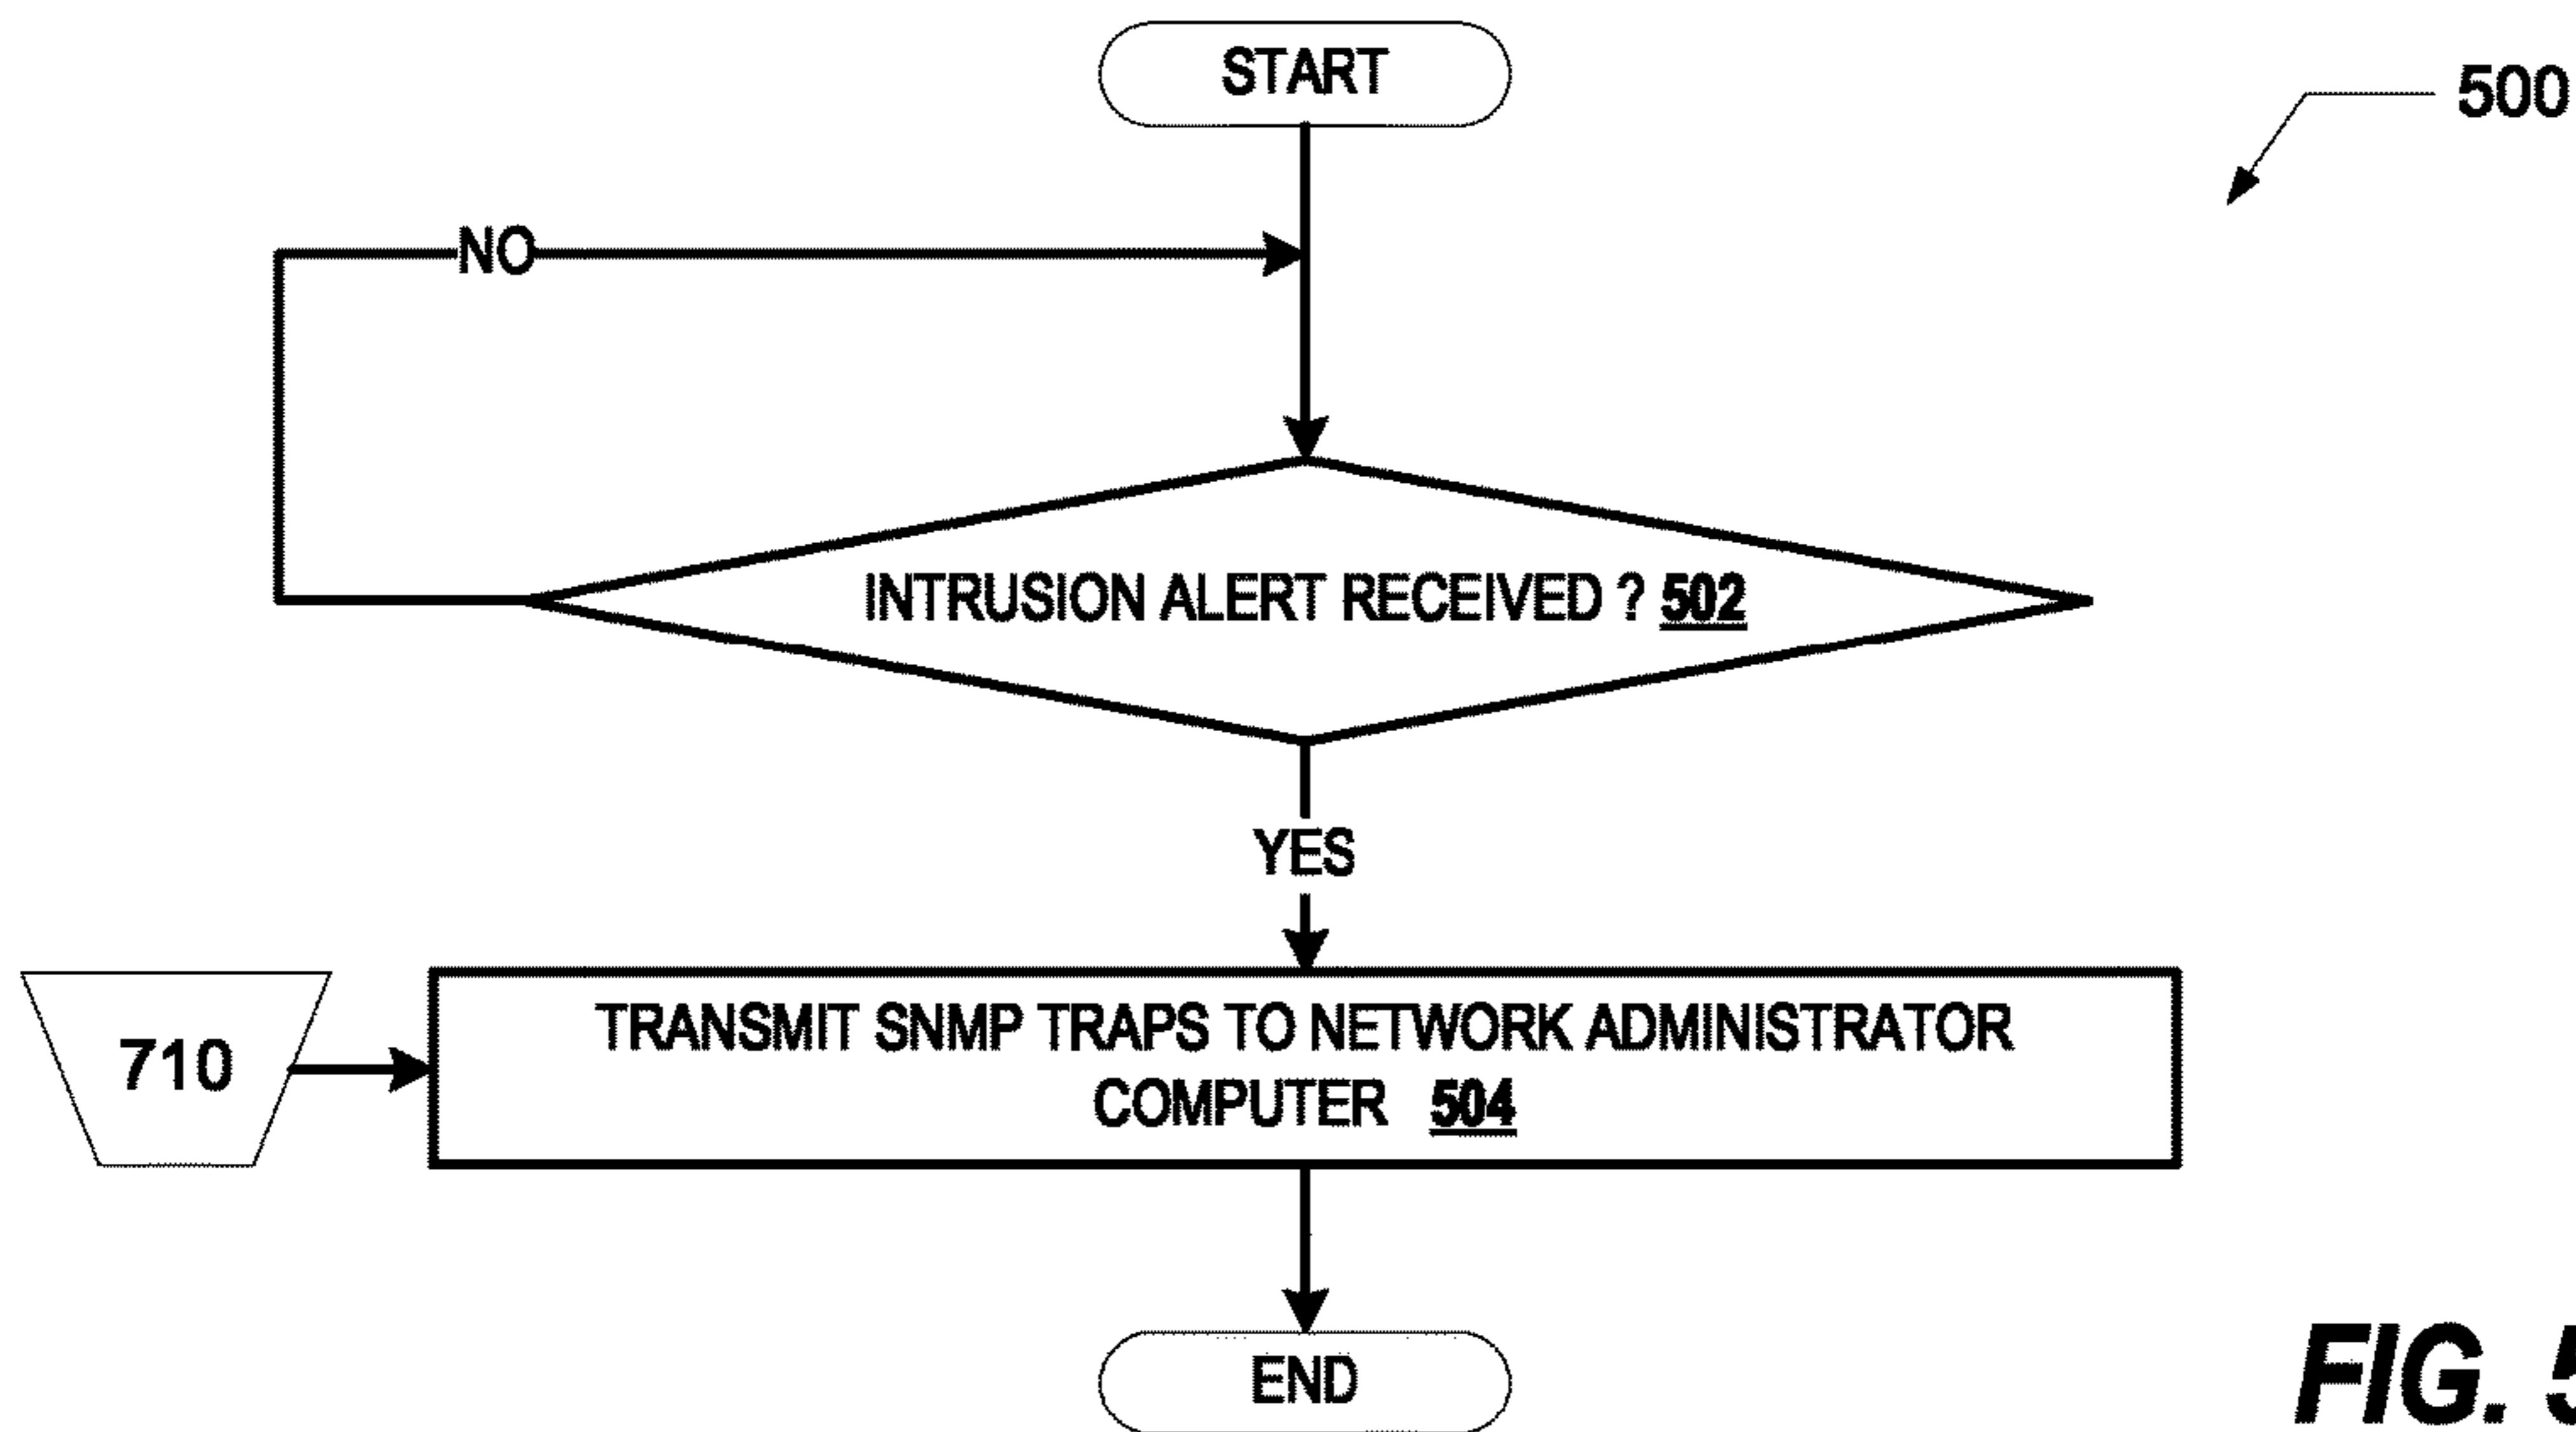 START
500
NO
INTRUSION ALERT RECEIVED ? 502
YES
710
TRANSMIT SNMP TRAPS TO NETWORK ADMINISTRATOR
COMPUTER 504
END
FIG. 5